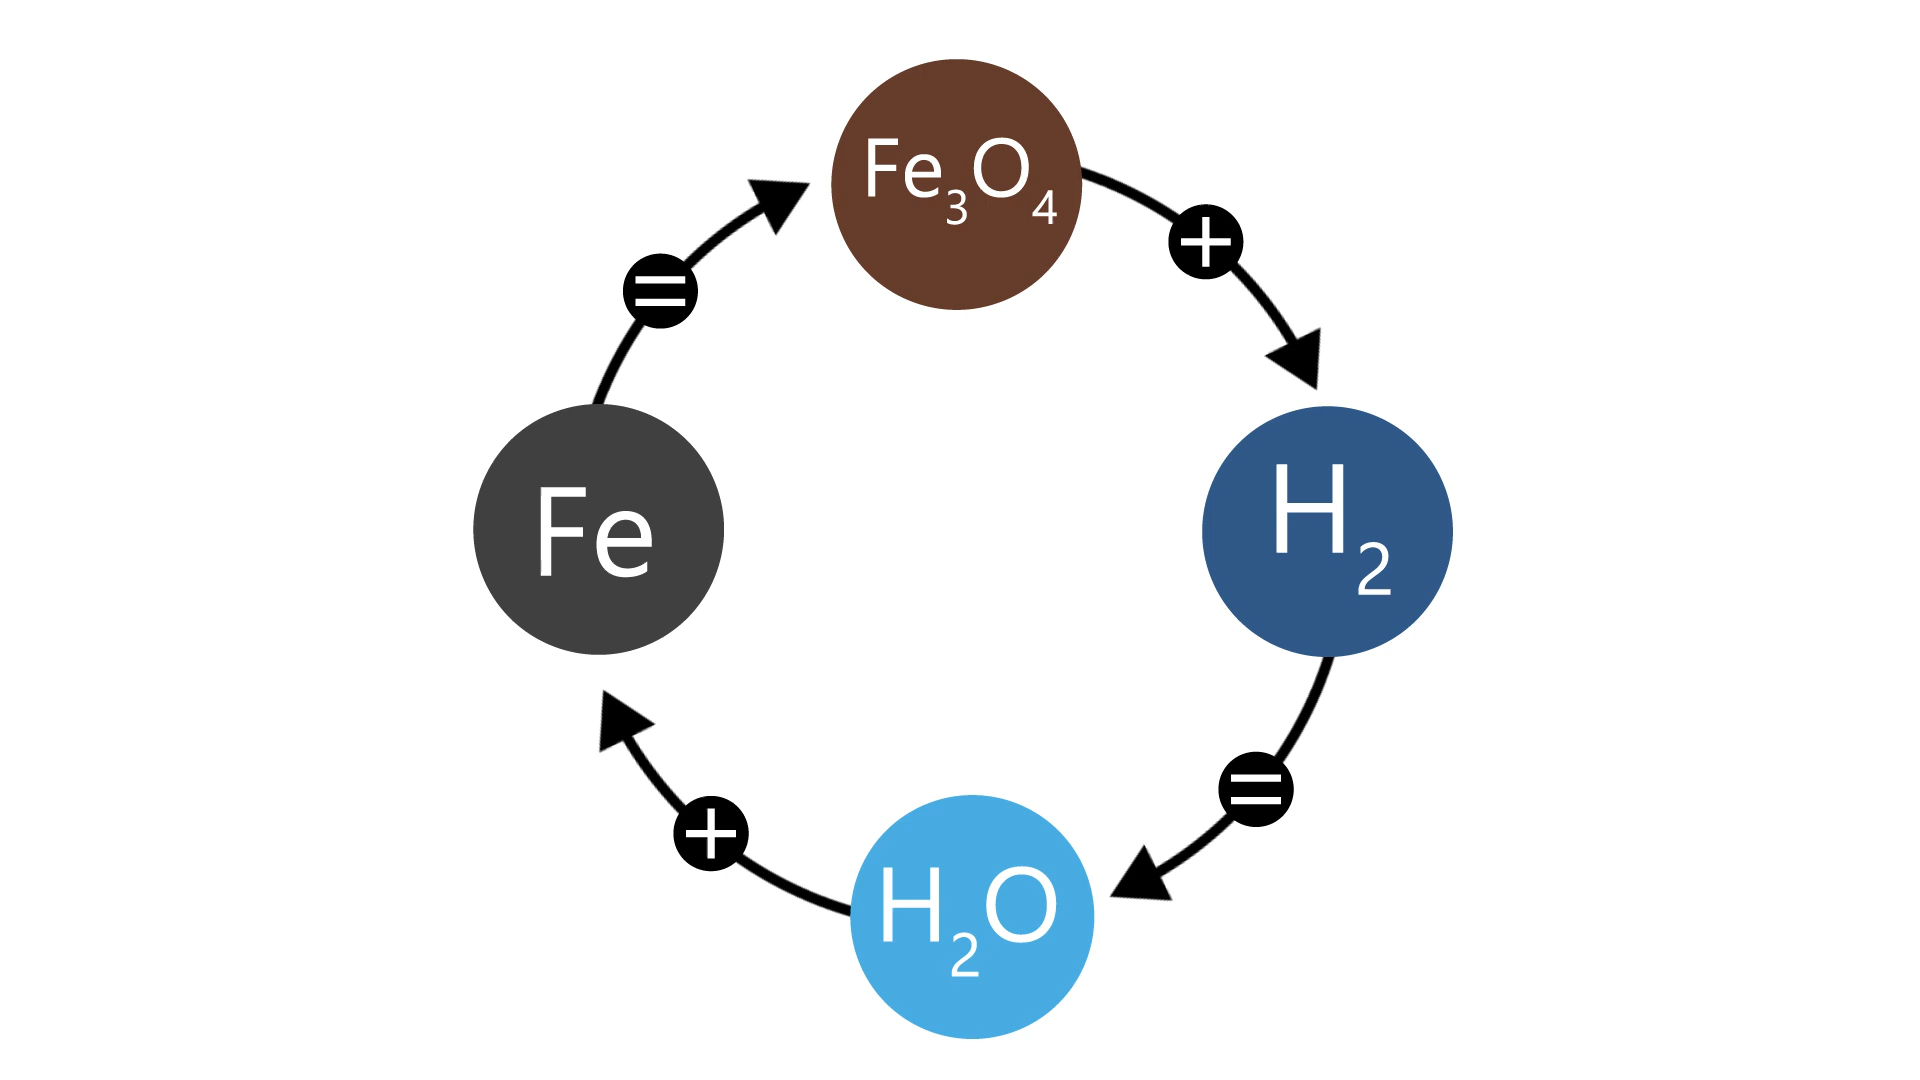 Fe₃O₄
=
+
Fe
H₂
=
+
H₂O